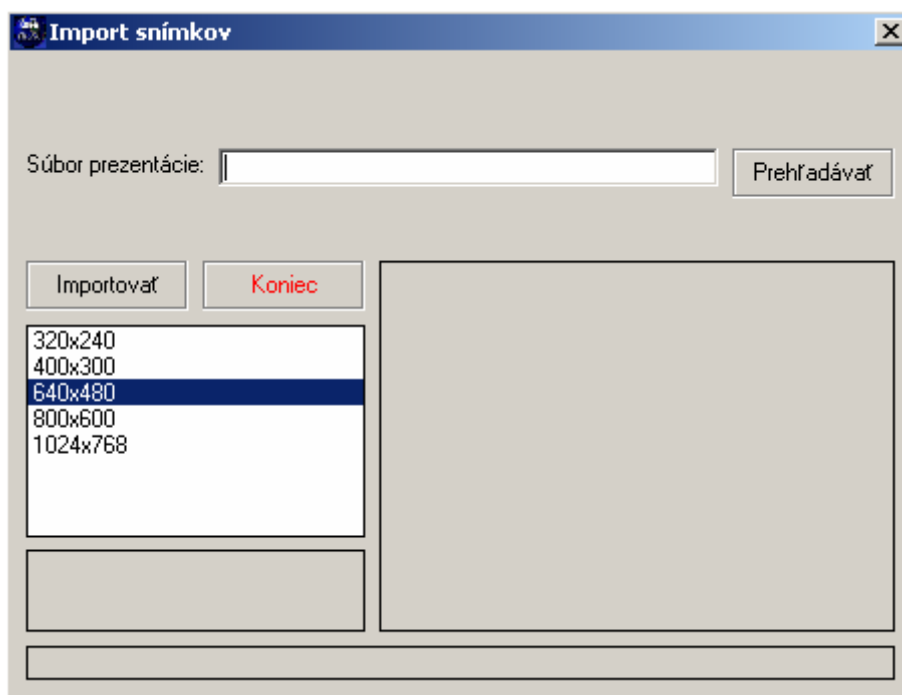 Import snímkov
Súbor prezentácie:
Prehľadávať
Importovať
Koniec
320x240
400x300
640x480
800x600
1024x768